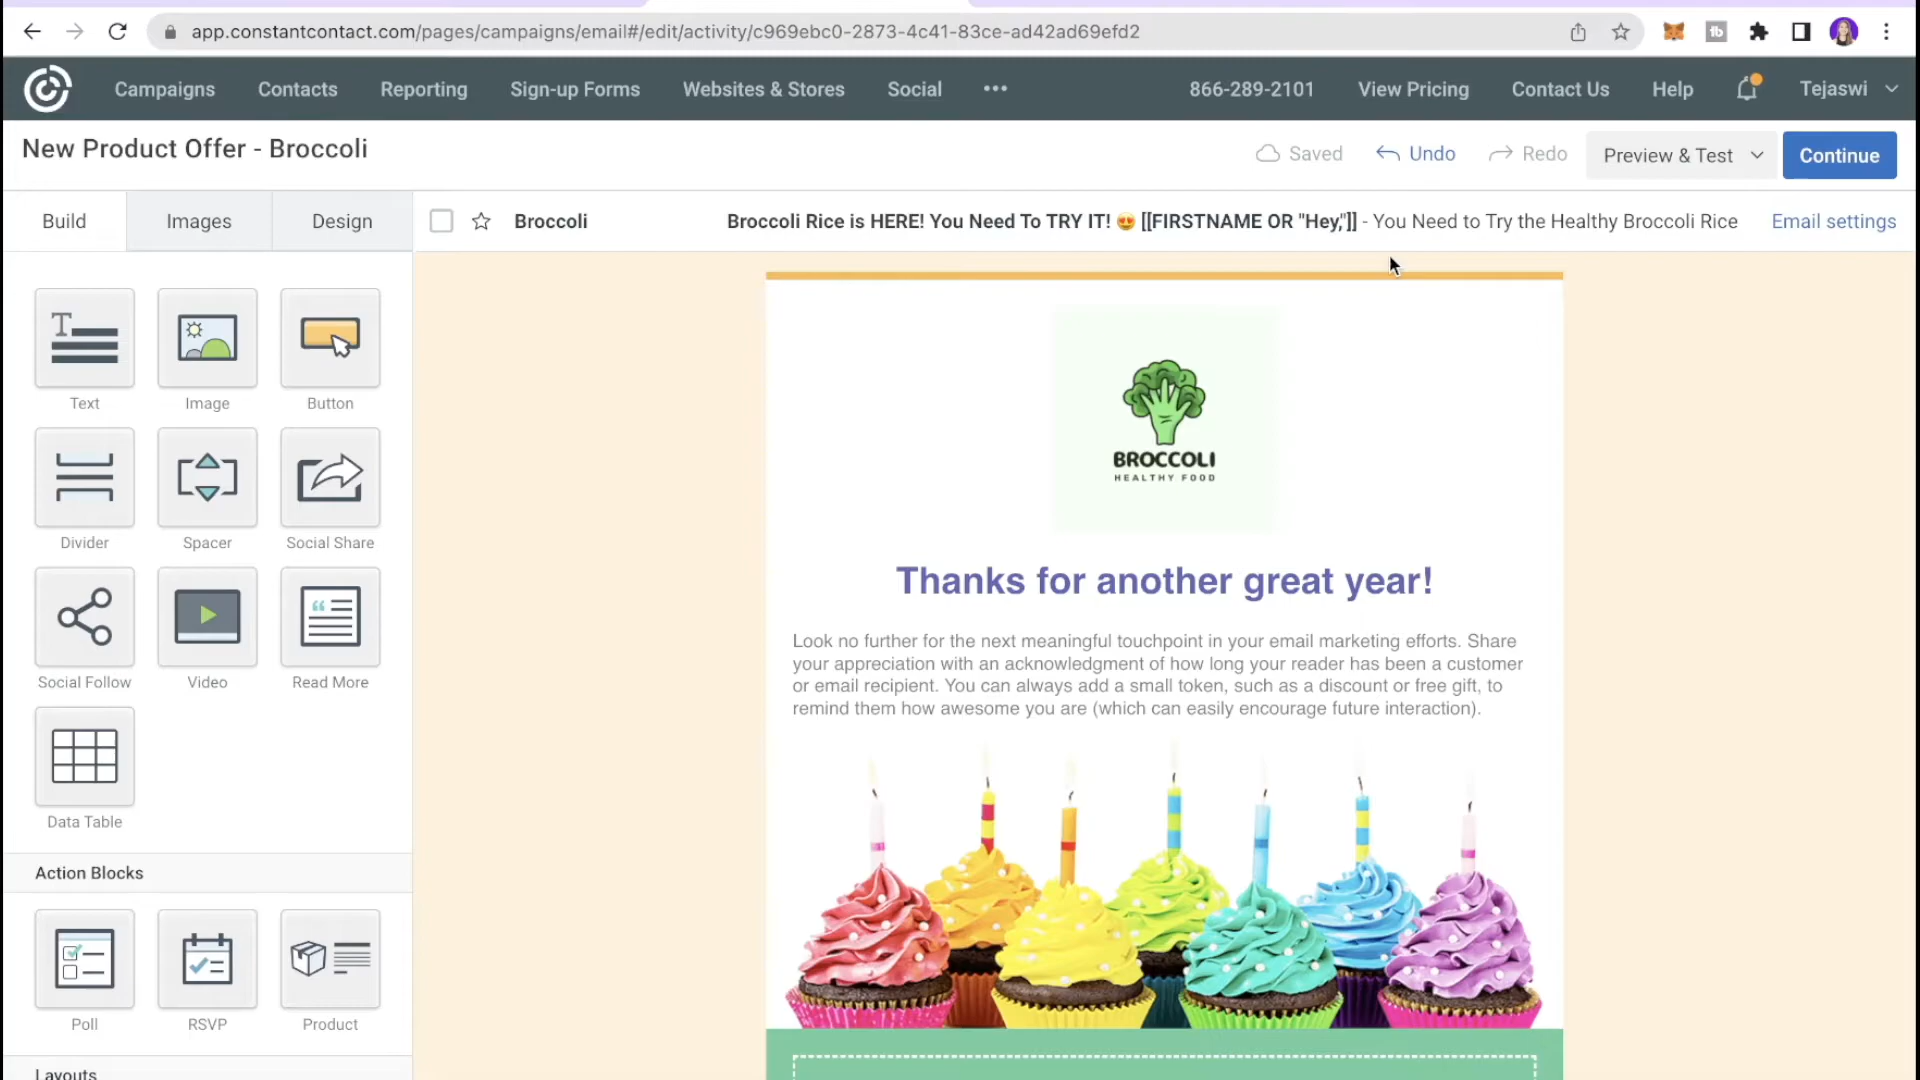 app.constantcontact.com/pages/campaigns/email#/edit/activity/c969ebc0-2873-4c41-83ce-ad42ad69efd2
Campaigns Contacts Reporting Sign-up Forms Websites & Stores Social ••• 866-289-2101 View Pricing Contact Us Help Tejaswi
New Product Offer - Broccoli
Saved Undo Redo Preview & Test Continue
Build Images Design
Broccoli Broccoli Rice is HERE! You Need To TRY IT! 😍 [[FIRSTNAME OR "Hey,"]] - You Need to Try the Healthy Broccoli Rice Email settings
Text Image Button
Divider Spacer Social Share
Social Follow Video Read More
Data Table
Action Blocks
Poll RSVP Product
Layouts
BROCCOLI
HEALTHY FOOD
Thanks for another great year!
Look no further for the next meaningful touchpoint in your email marketing efforts. Share
your appreciation with an acknowledgment of how long your reader has been a customer
or email recipient. You can always add a small token, such as a discount or free gift, to
remind them how awesome you are (which can easily encourage future interaction).